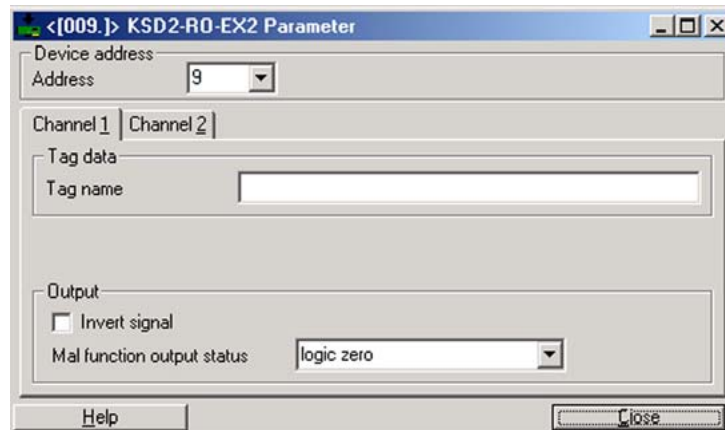 <[009.]> KSD2-RO-EX2 Parameter
Device address
Address 9
Channel 1 Channel 2
Tag data
Tag name
Output
Invert signal
Mal function output status logic zero
Help Close